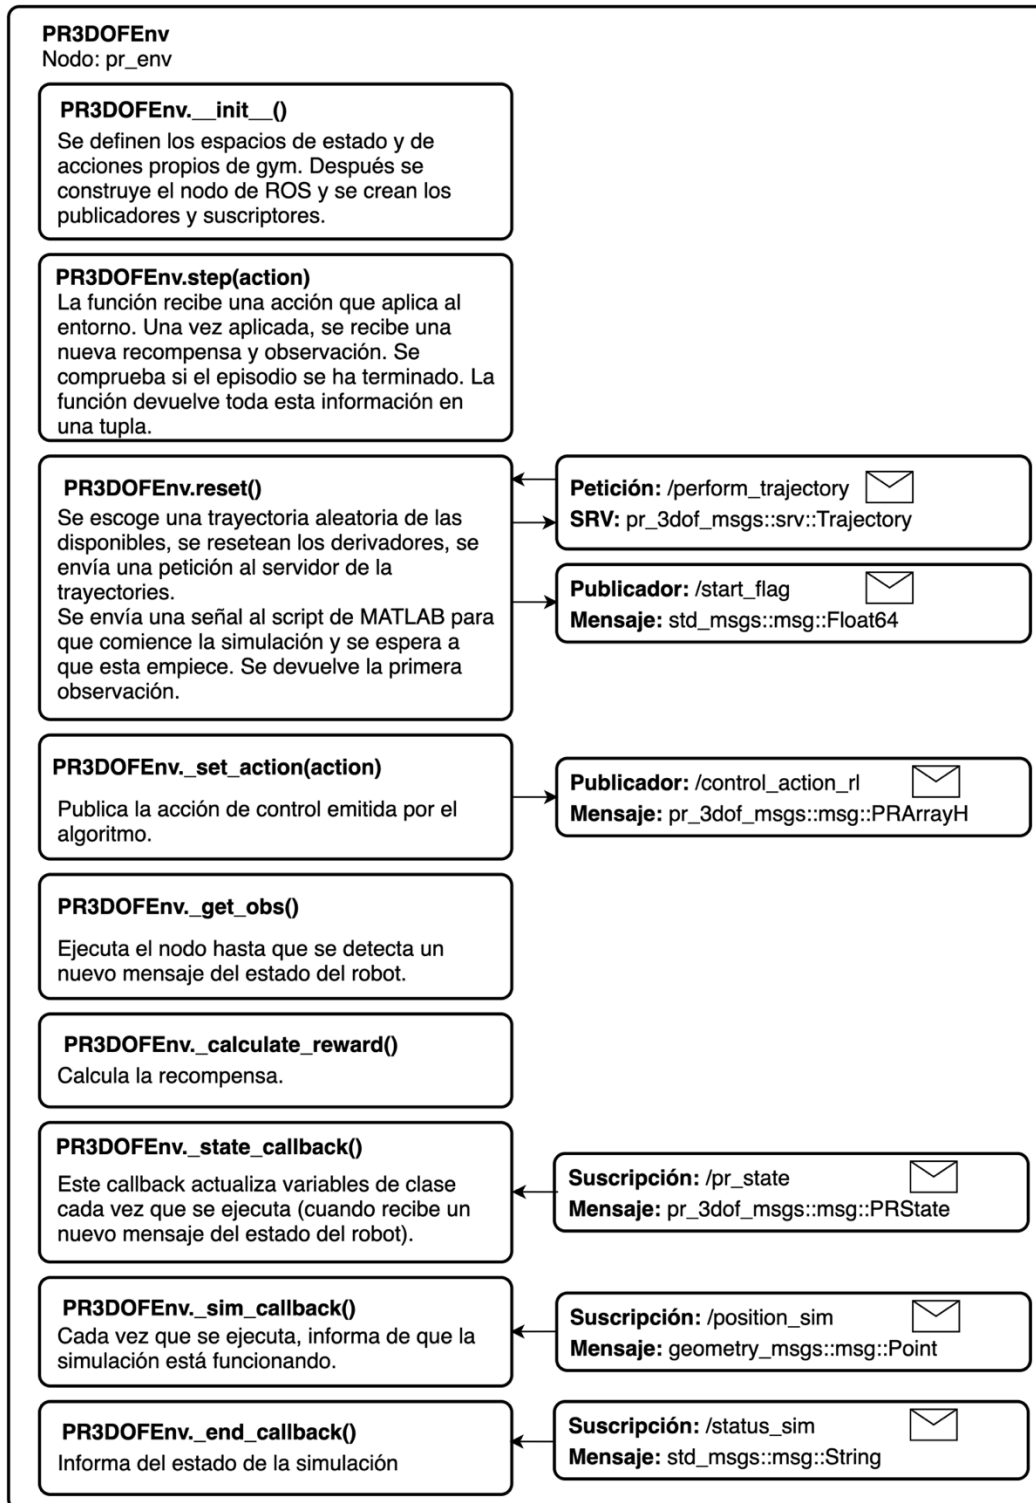 PR3DOFEnv
Nodo: pr_env
PR3DOFEnv.__init__()
Se definen los espacios de estado y de
acciones propios de gym. Después se
construye el nodo de ROS y se crean los
publicadores y suscriptores.
PR3DOFEnv.step(action)
La función recibe una acción que aplica al
entorno. Una vez aplicada, se recibe una
nueva recompensa y observación. Se
comprueba si el episodio se ha terminado. La
función devuelve toda esta información en
una tupla.
PR3DOFEnv.reset()
Se escoge una trayectoria aleatoria de las
disponibles, se resetean los derivadores, se
envía una petición al servidor de la
trayectories.
Se envía una señal al script de MATLAB para
que comience la simulación y se espera a
que esta empiece. Se devuelve la primera
observación.
Petición: /perform_trajectory
SRV: pr_3dof_msgs::srv::Trajectory
Publicador: /start_flag
Mensaje: std_msgs::msg::Float64
PR3DOFEnv._set_action(action)
Publica la acción de control emitida por el
algoritmo.
Publicador: /control_action_rl
Mensaje: pr_3dof_msgs::msg::PRArrayH
PR3DOFEnv._get_obs()
Ejecuta el nodo hasta que se detecta un
nuevo mensaje del estado del robot.
PR3DOFEnv._calculate_reward()
Calcula la recompensa.
PR3DOFEnv._state_callback()
Este callback actualiza variables de clase
cada vez que se ejecuta (cuando recibe un
nuevo mensaje del estado del robot).
Suscripción: /pr_state
Mensaje: pr_3dof_msgs::msg::PRState
PR3DOFEnv._sim_callback()
Cada vez que se ejecuta, informa de que la
simulación está funcionando.
Suscripción: /position_sim
Mensaje: geometry_msgs::msg::Point
PR3DOFEnv._end_callback()
Informa del estado de la simulación
Suscripción: /status_sim
Mensaje: std_msgs::msg::String